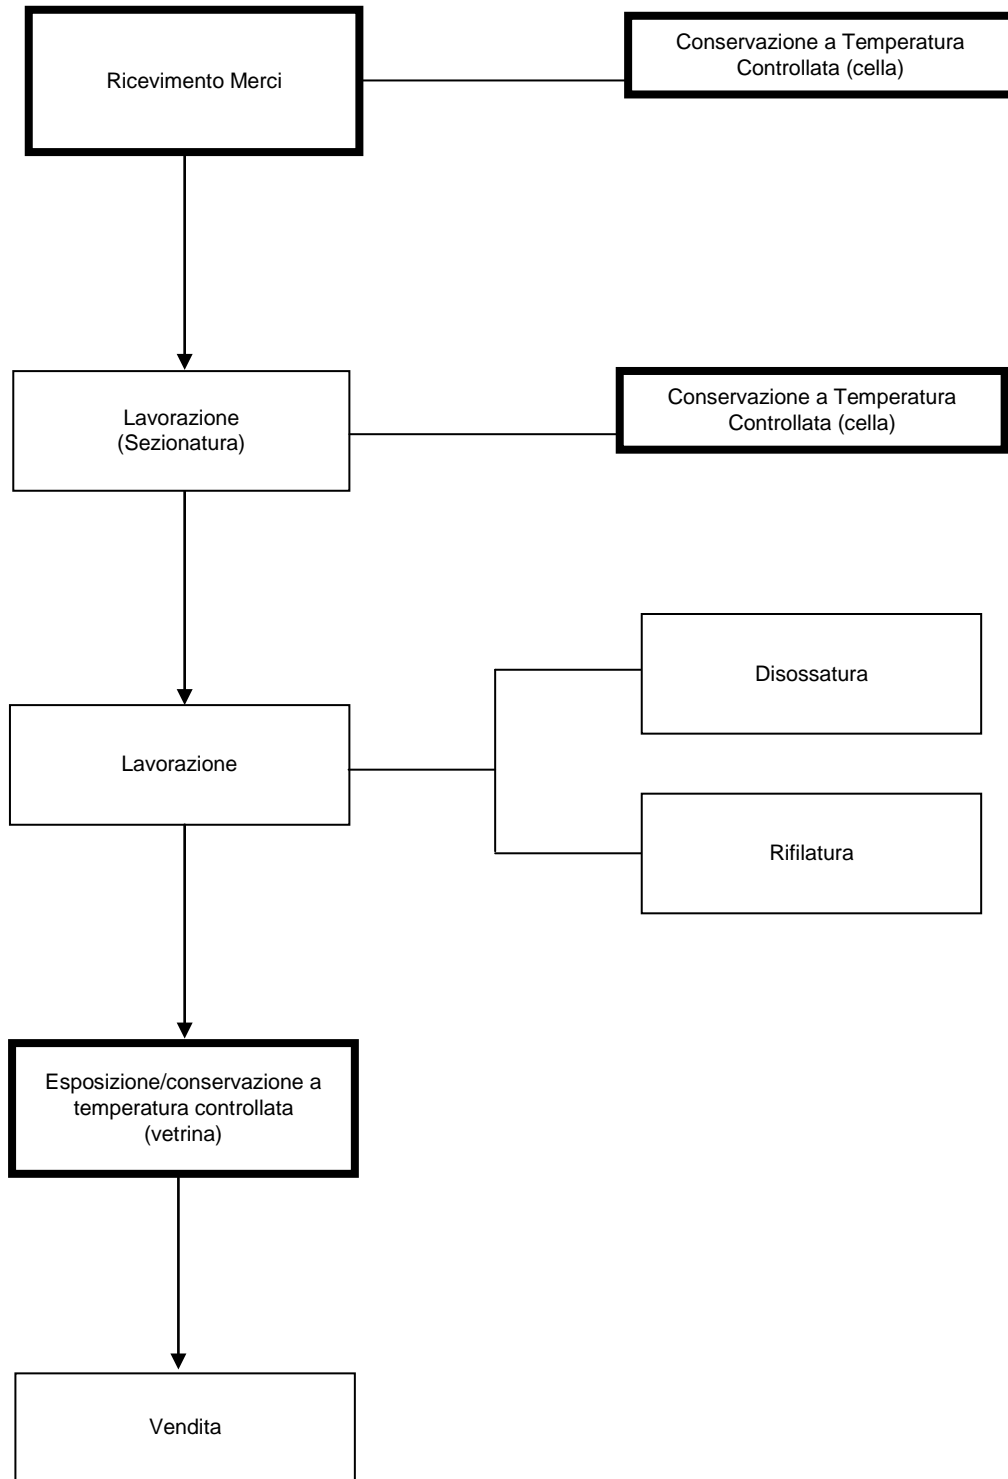 Ricevimento Merci
Conservazione a Temperatura
Controllata (cella)
Lavorazione
(Sezionatura)
Conservazione a Temperatura
Controllata (cella)
Disossatura
Lavorazione
Rifilatura
Esposizione/conservazione a
temperatura controllata
(vetrina)
Vendita